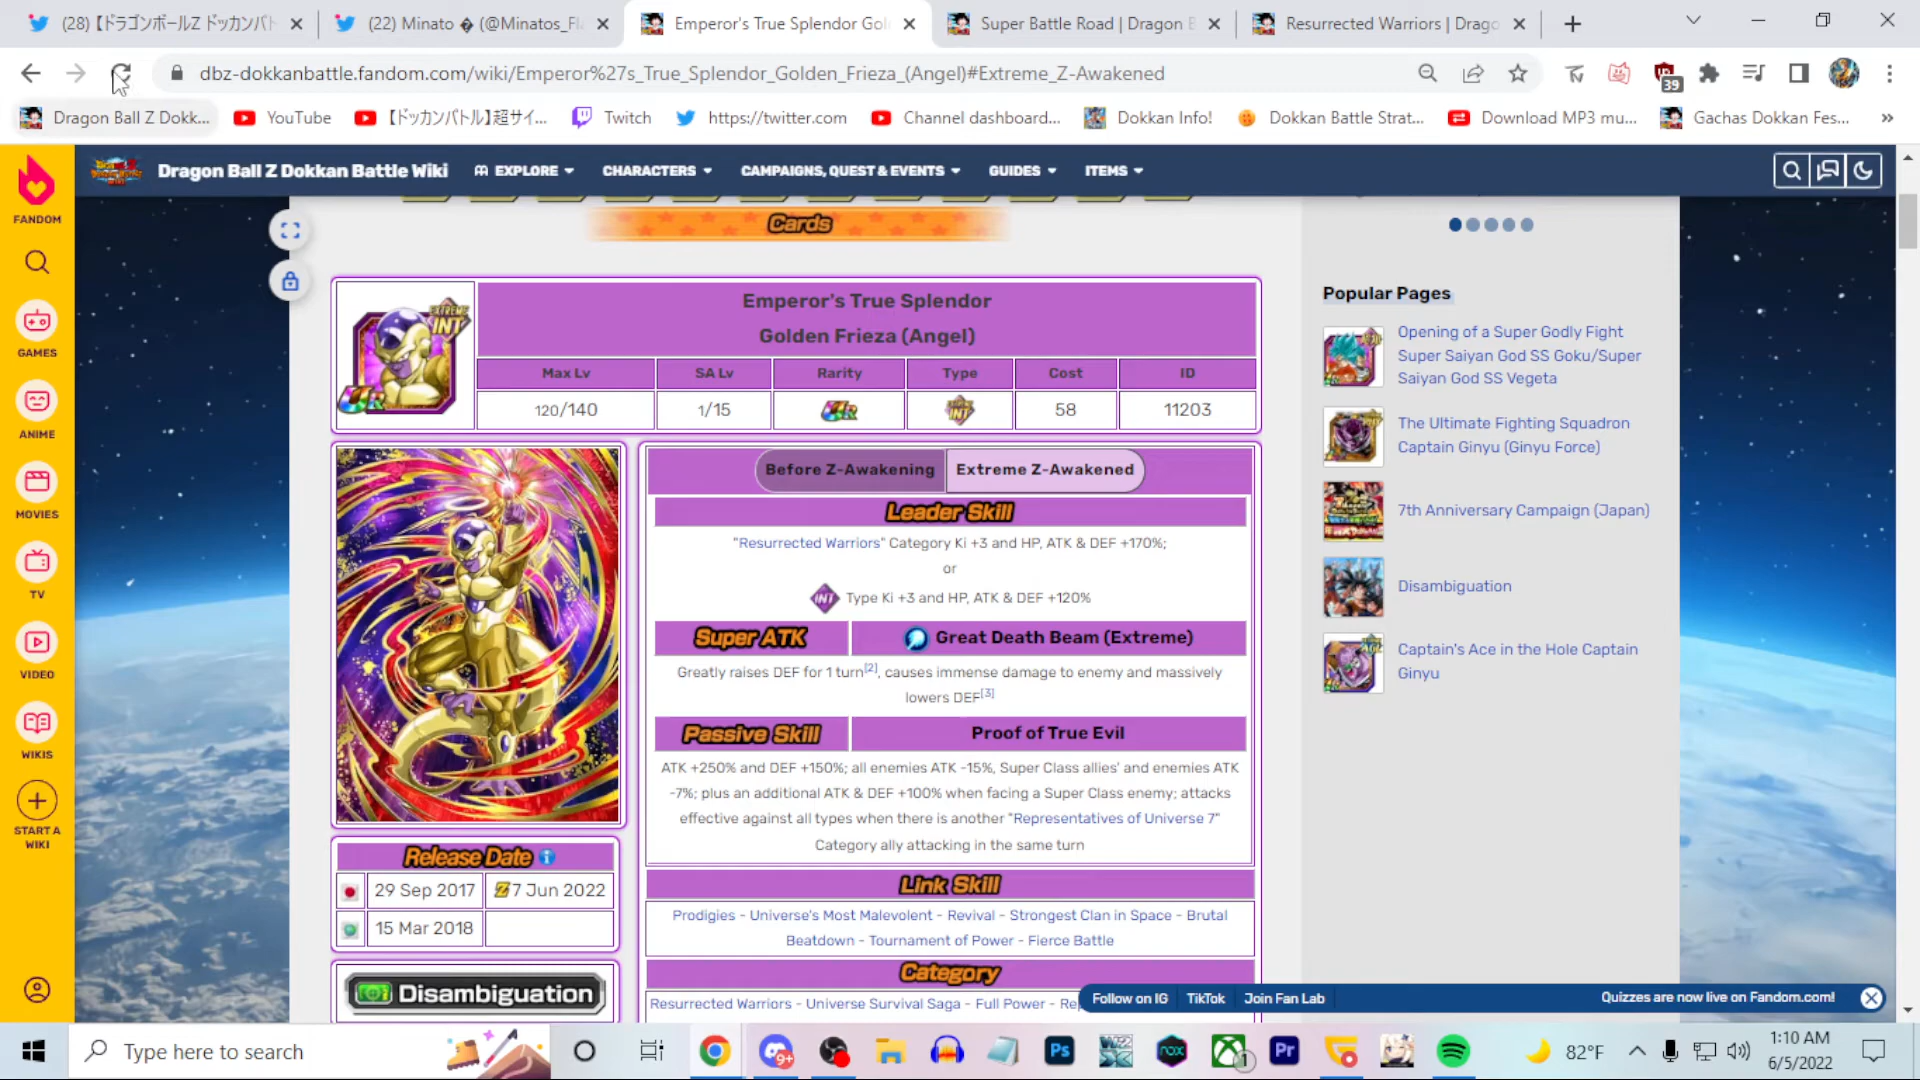 (28)【ドラゴンボールZ ドッカンバト
(22) Minato � (@Minatos_Fla
Emperor's True Splendor Gol
Super Battle Road | Dragon B
Resurrected Warriors | Drago
dbz-dokkanbattle.fandom.com/wiki/Emperor%27s_True_Splendor_Golden_Frieza_(Angel)#Extreme_Z-Awakened
39
Dragon Ball Z Dokk...
YouTube
【ドッカンバトル】超サイ...
Twitch
https://twitter.com
Channel dashboard...
Dokkan Info!
Dokkan Battle Strat...
Download MP3 mu...
Gachas Dokkan Fes...
»
Dragon Ball Z Dokkan Battle Wiki
EXPLORE
CHARACTERS
CAMPAIGNS, QUEST & EVENTS
GUIDES
ITEMS
FANDOM
GAMES
ANIME
MOVIES
TV
VIDEO
WIKIS
START A
WIKI
Cards
EXTREME
INT
UR
Emperor's True Splendor
Golden Frieza (Angel)
Max Lv
SA Lv
Rarity
Type
Cost
ID
120/140
1/15
UR
INT
58
11203
Before Z-Awakening
Extreme Z-Awakened
Leader Skill
"Resurrected Warriors" Category Ki +3 and HP, ATK & DEF +170%;
or
INT Type Ki +3 and HP, ATK & DEF +120%
Super ATK
Great Death Beam (Extreme)
Greatly raises DEF for 1 turn[2], causes immense damage to enemy and massively
lowers DEF[3]
Passive Skill
Proof of True Evil
ATK +250% and DEF +150%; all enemies ATK -15%, Super Class allies' and enemies ATK
-7%; plus an additional ATK & DEF +100% when facing a Super Class enemy; attacks
effective against all types when there is another "Representatives of Universe 7"
Category ally attacking in the same turn
Link Skill
Prodigies - Universe's Most Malevolent - Revival - Strongest Clan in Space - Brutal
Beatdown - Tournament of Power - Fierce Battle
Category
Resurrected Warriors - Universe Survival Saga - Full Power - Re
Release Date
29 Sep 2017
Z 7 Jun 2022
15 Mar 2018
Disambiguation
Popular Pages
Opening of a Super Godly Fight
Super Saiyan God SS Goku/Super
Saiyan God SS Vegeta
The Ultimate Fighting Squadron
Captain Ginyu (Ginyu Force)
7th Anniversary Campaign (Japan)
Disambiguation
Captain's Ace in the Hole Captain
Ginyu
Follow on IG
TikTok
Join Fan Lab
Quizzes are now live on Fandom.com!
Type here to search
9+
Ps
nox
1
Pr
82°F
1:10 AM
6/5/2022